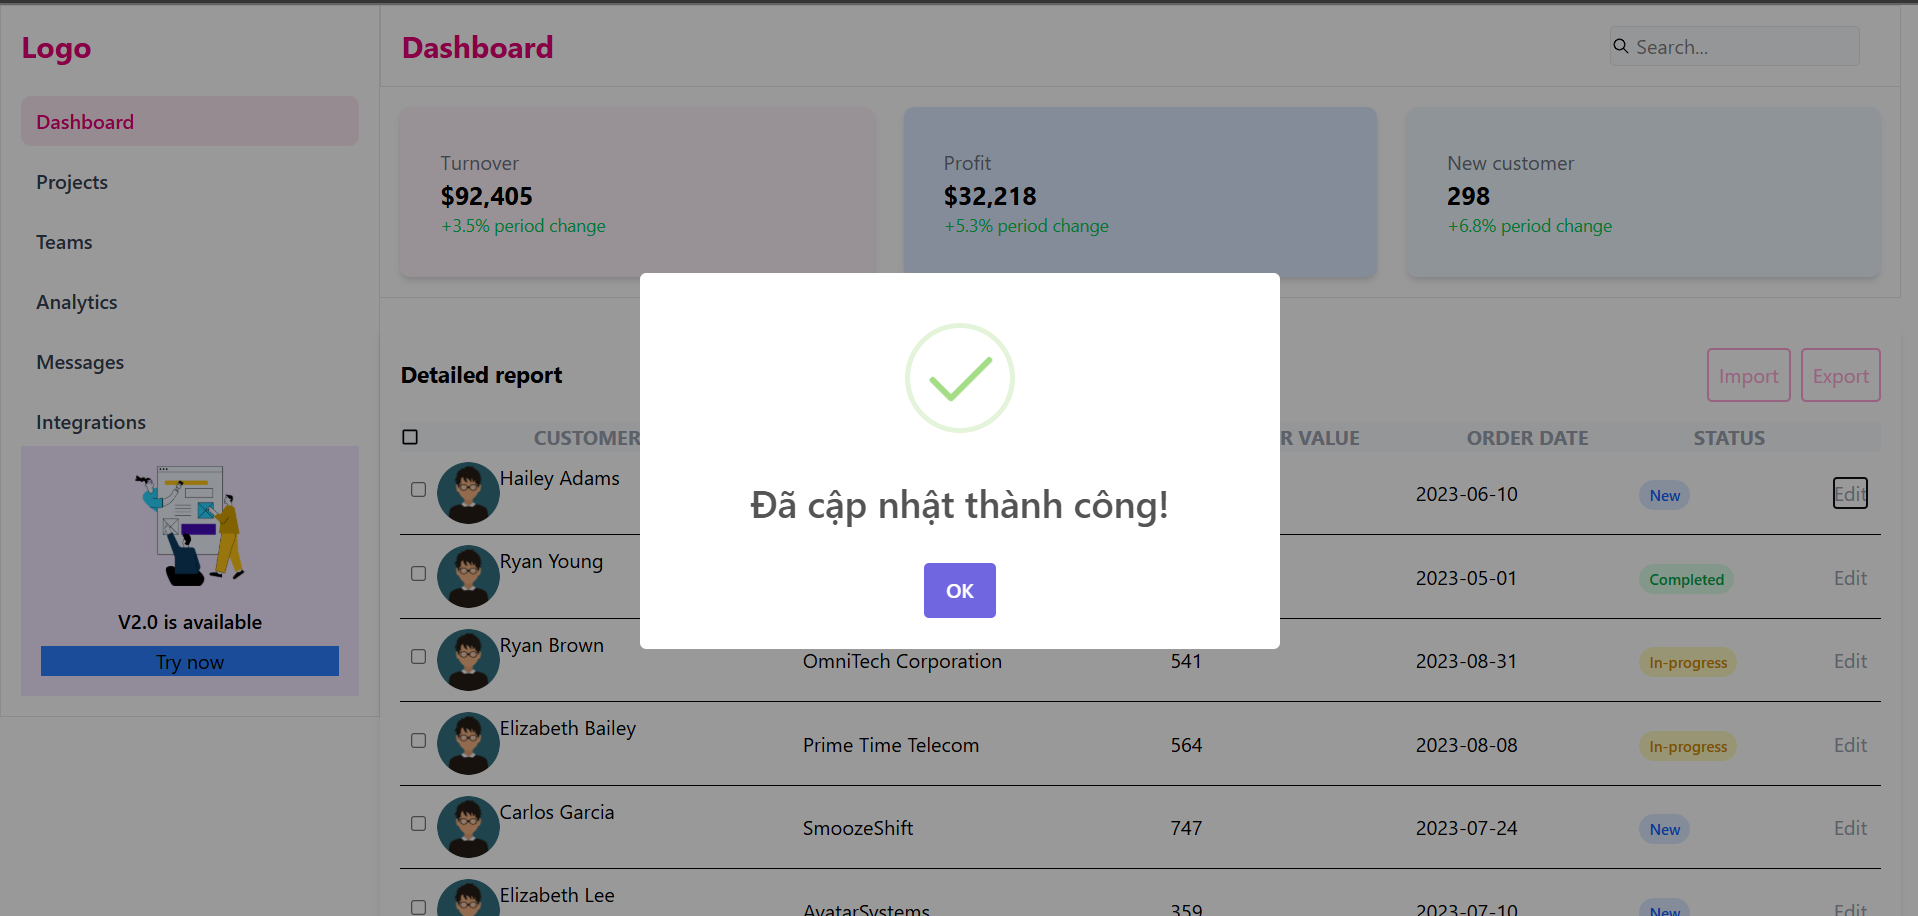 Logo
Dashboard
Projects
Teams
Analytics
Messages
Integrations
V2.0 is available
Try now
Dashboard
Search...
Turnover
$92,405
+3.5% period change
Profit
$32,218
+5.3% period change
New customer
298
+6.8% period change
Detailed report
Import Export
CUSTOMER R VALUE ORDER DATE STATUS
Hailey Adams 2023-06-10 New Edit
Ryan Young 2023-05-01 Completed Edit
Ryan Brown OmniTech Corporation 541 2023-08-31 In-progress Edit
Elizabeth Bailey Prime Time Telecom 564 2023-08-08 In-progress Edit
Carlos Garcia SmoozeShift 747 2023-07-24 New Edit
Elizabeth Lee AvatarSystems 359 2023-07-10 New Edit
Đã cập nhật thành công!
OK